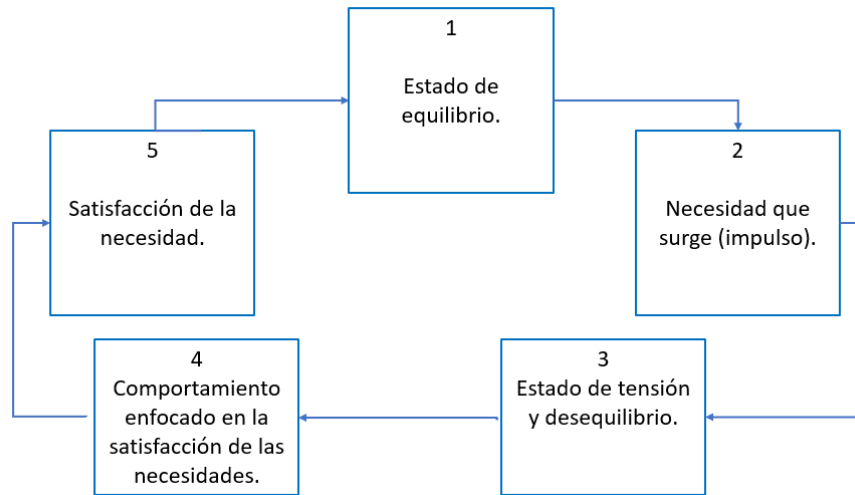 1
Estado de
equilibrio.
2
Necesidad que
surge (impulso).
3
Estado de tensión
y desequilibrio.
4
Comportamiento
enfocado en la
satisfacción de las
necesidades.
5
Satisfacción de la
necesidad.